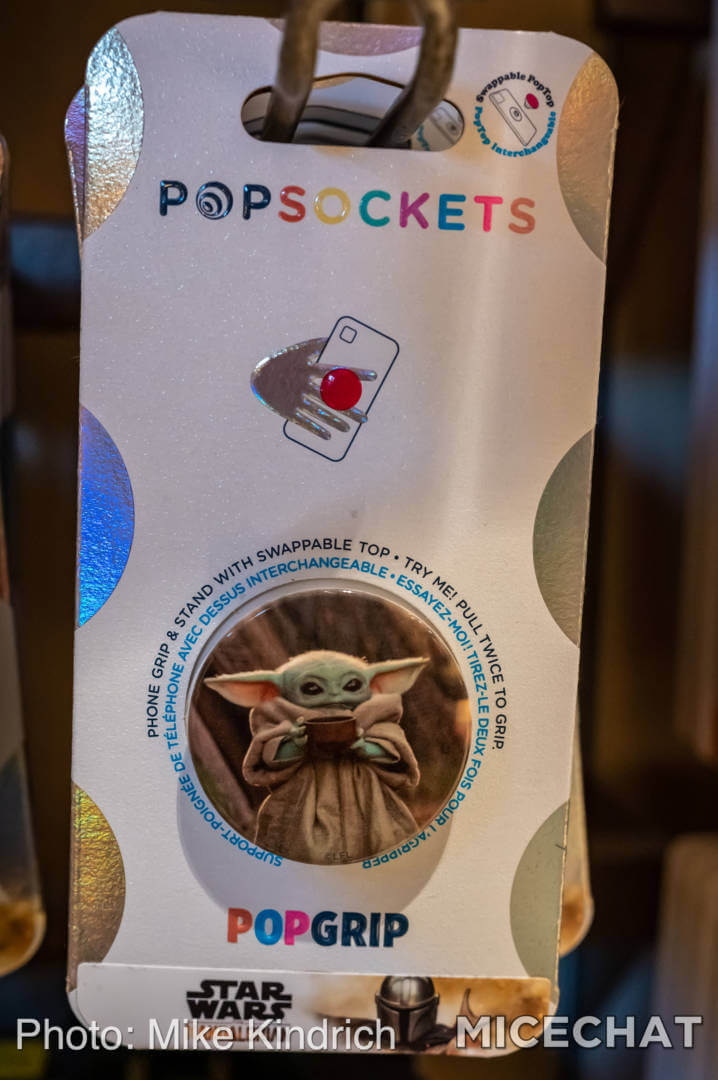 Swappable PopTop
PopTop Interchangeable
POPSOCKETS
PHONE GRIP & STAND WITH SWAPPABLE TOP • TRY ME! PULL TWICE TO GRIP.
SUPPORT-POIGNÉE DE TÉLÉPHONE AVEC DESSUS INTERCHANGEABLE • ESSAYEZ-MOI! TIREZ-LE DEUX FOIS POUR L'AGRIPPER
POPGRIP
STAR
WARS
Photo: Mike Kindrich
MICECHAT